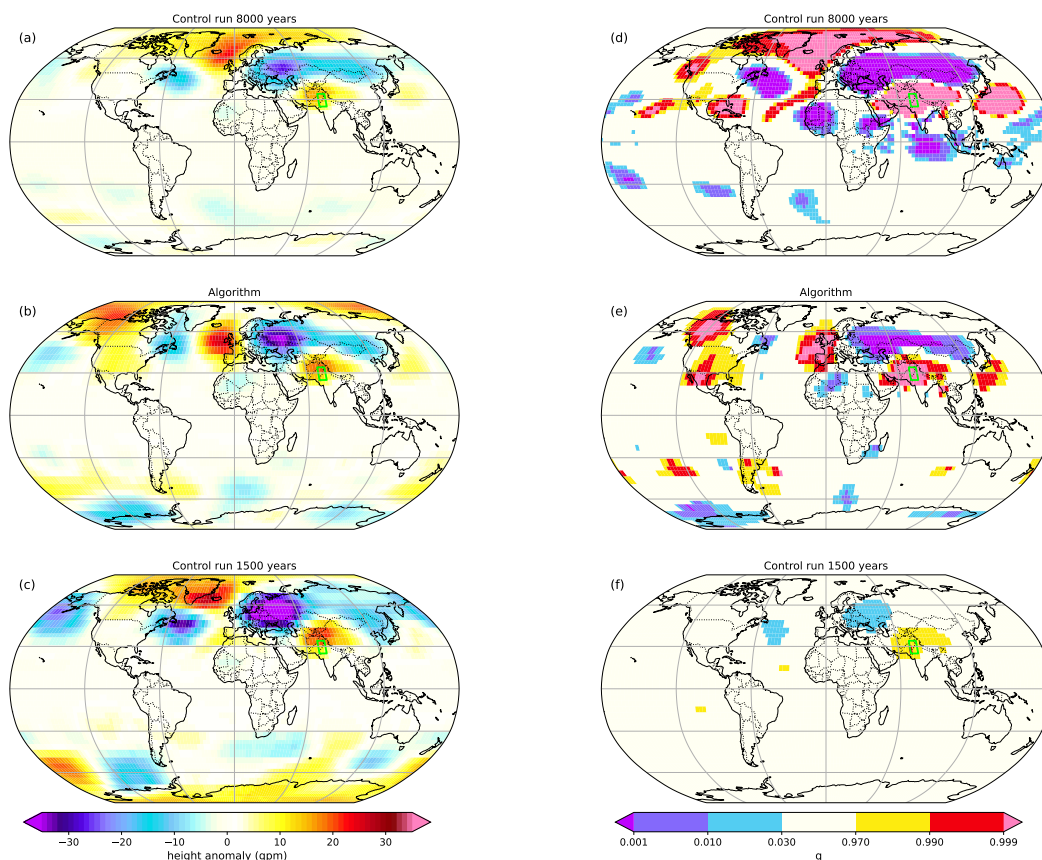 Control run 8000 years
(a)
Control run 8000 years
(d)
Algorithm
(b)
Algorithm
(e)
Control run 1500 years
(c)
Control run 1500 years
(f)
−30 −20 −10 0 10 20 30
height anomaly (gpm)
0.001 0.010 0.030 0.970 0.990 0.999
q